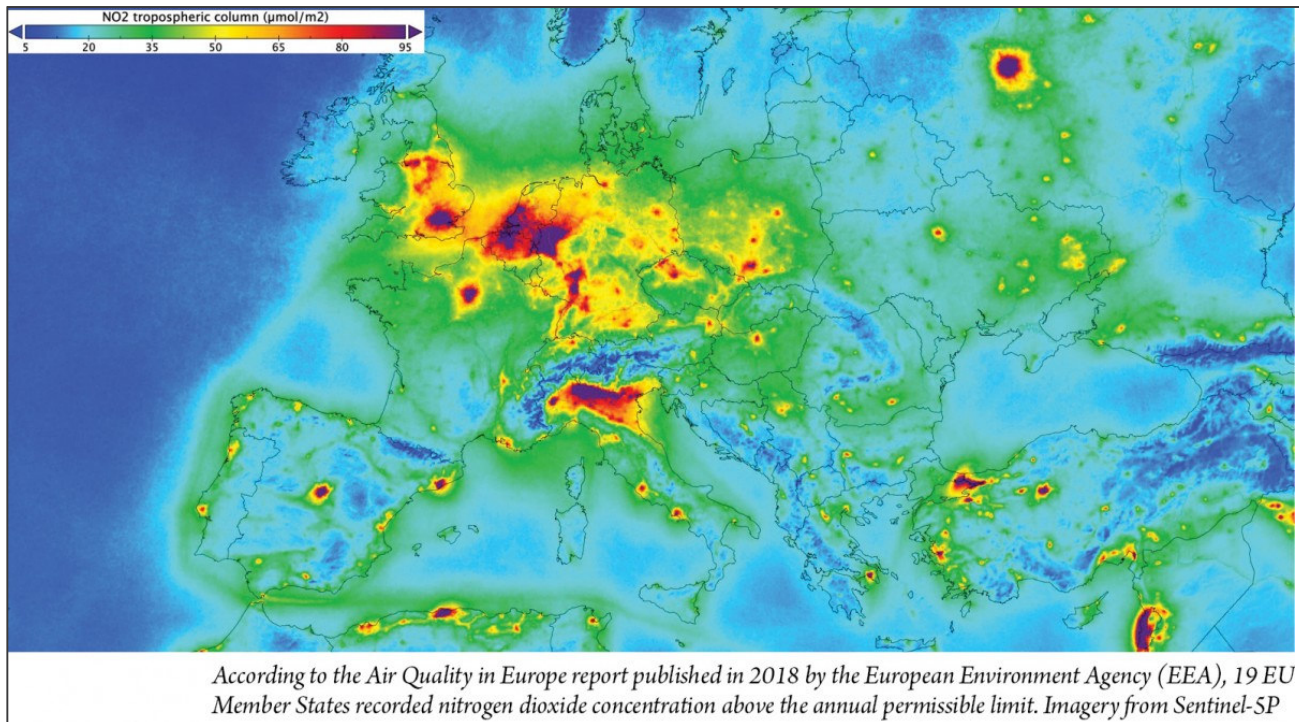 NO2 tropospheric column (µmol/m2)
5 20 35 50 65 80 95
According to the Air Quality in Europe report published in 2018 by the European Environment Agency (EEA), 19 EU
Member States recorded nitrogen dioxide concentration above the annual permissible limit. Imagery from Sentinel-5P